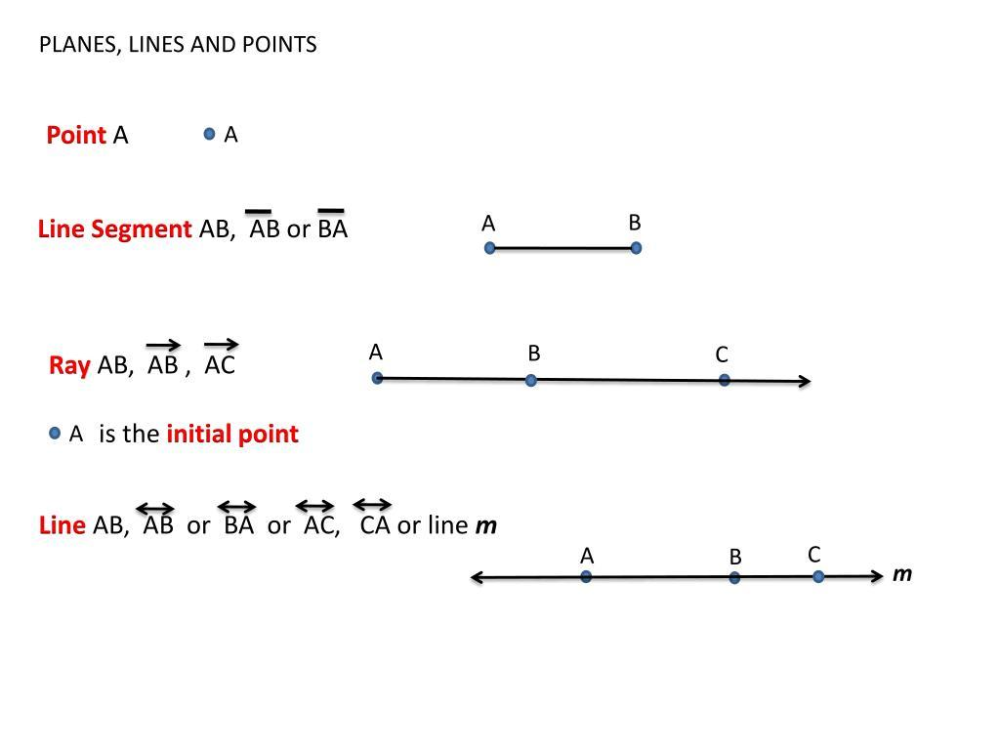 PLANES, LINES AND POINTS
Point A
A
Line Segment AB, AB or BA
A B
Ray AB, AB , AC
A B C
A is the initial point
Line AB, AB or BA or AC, CA or line m
A B C
m